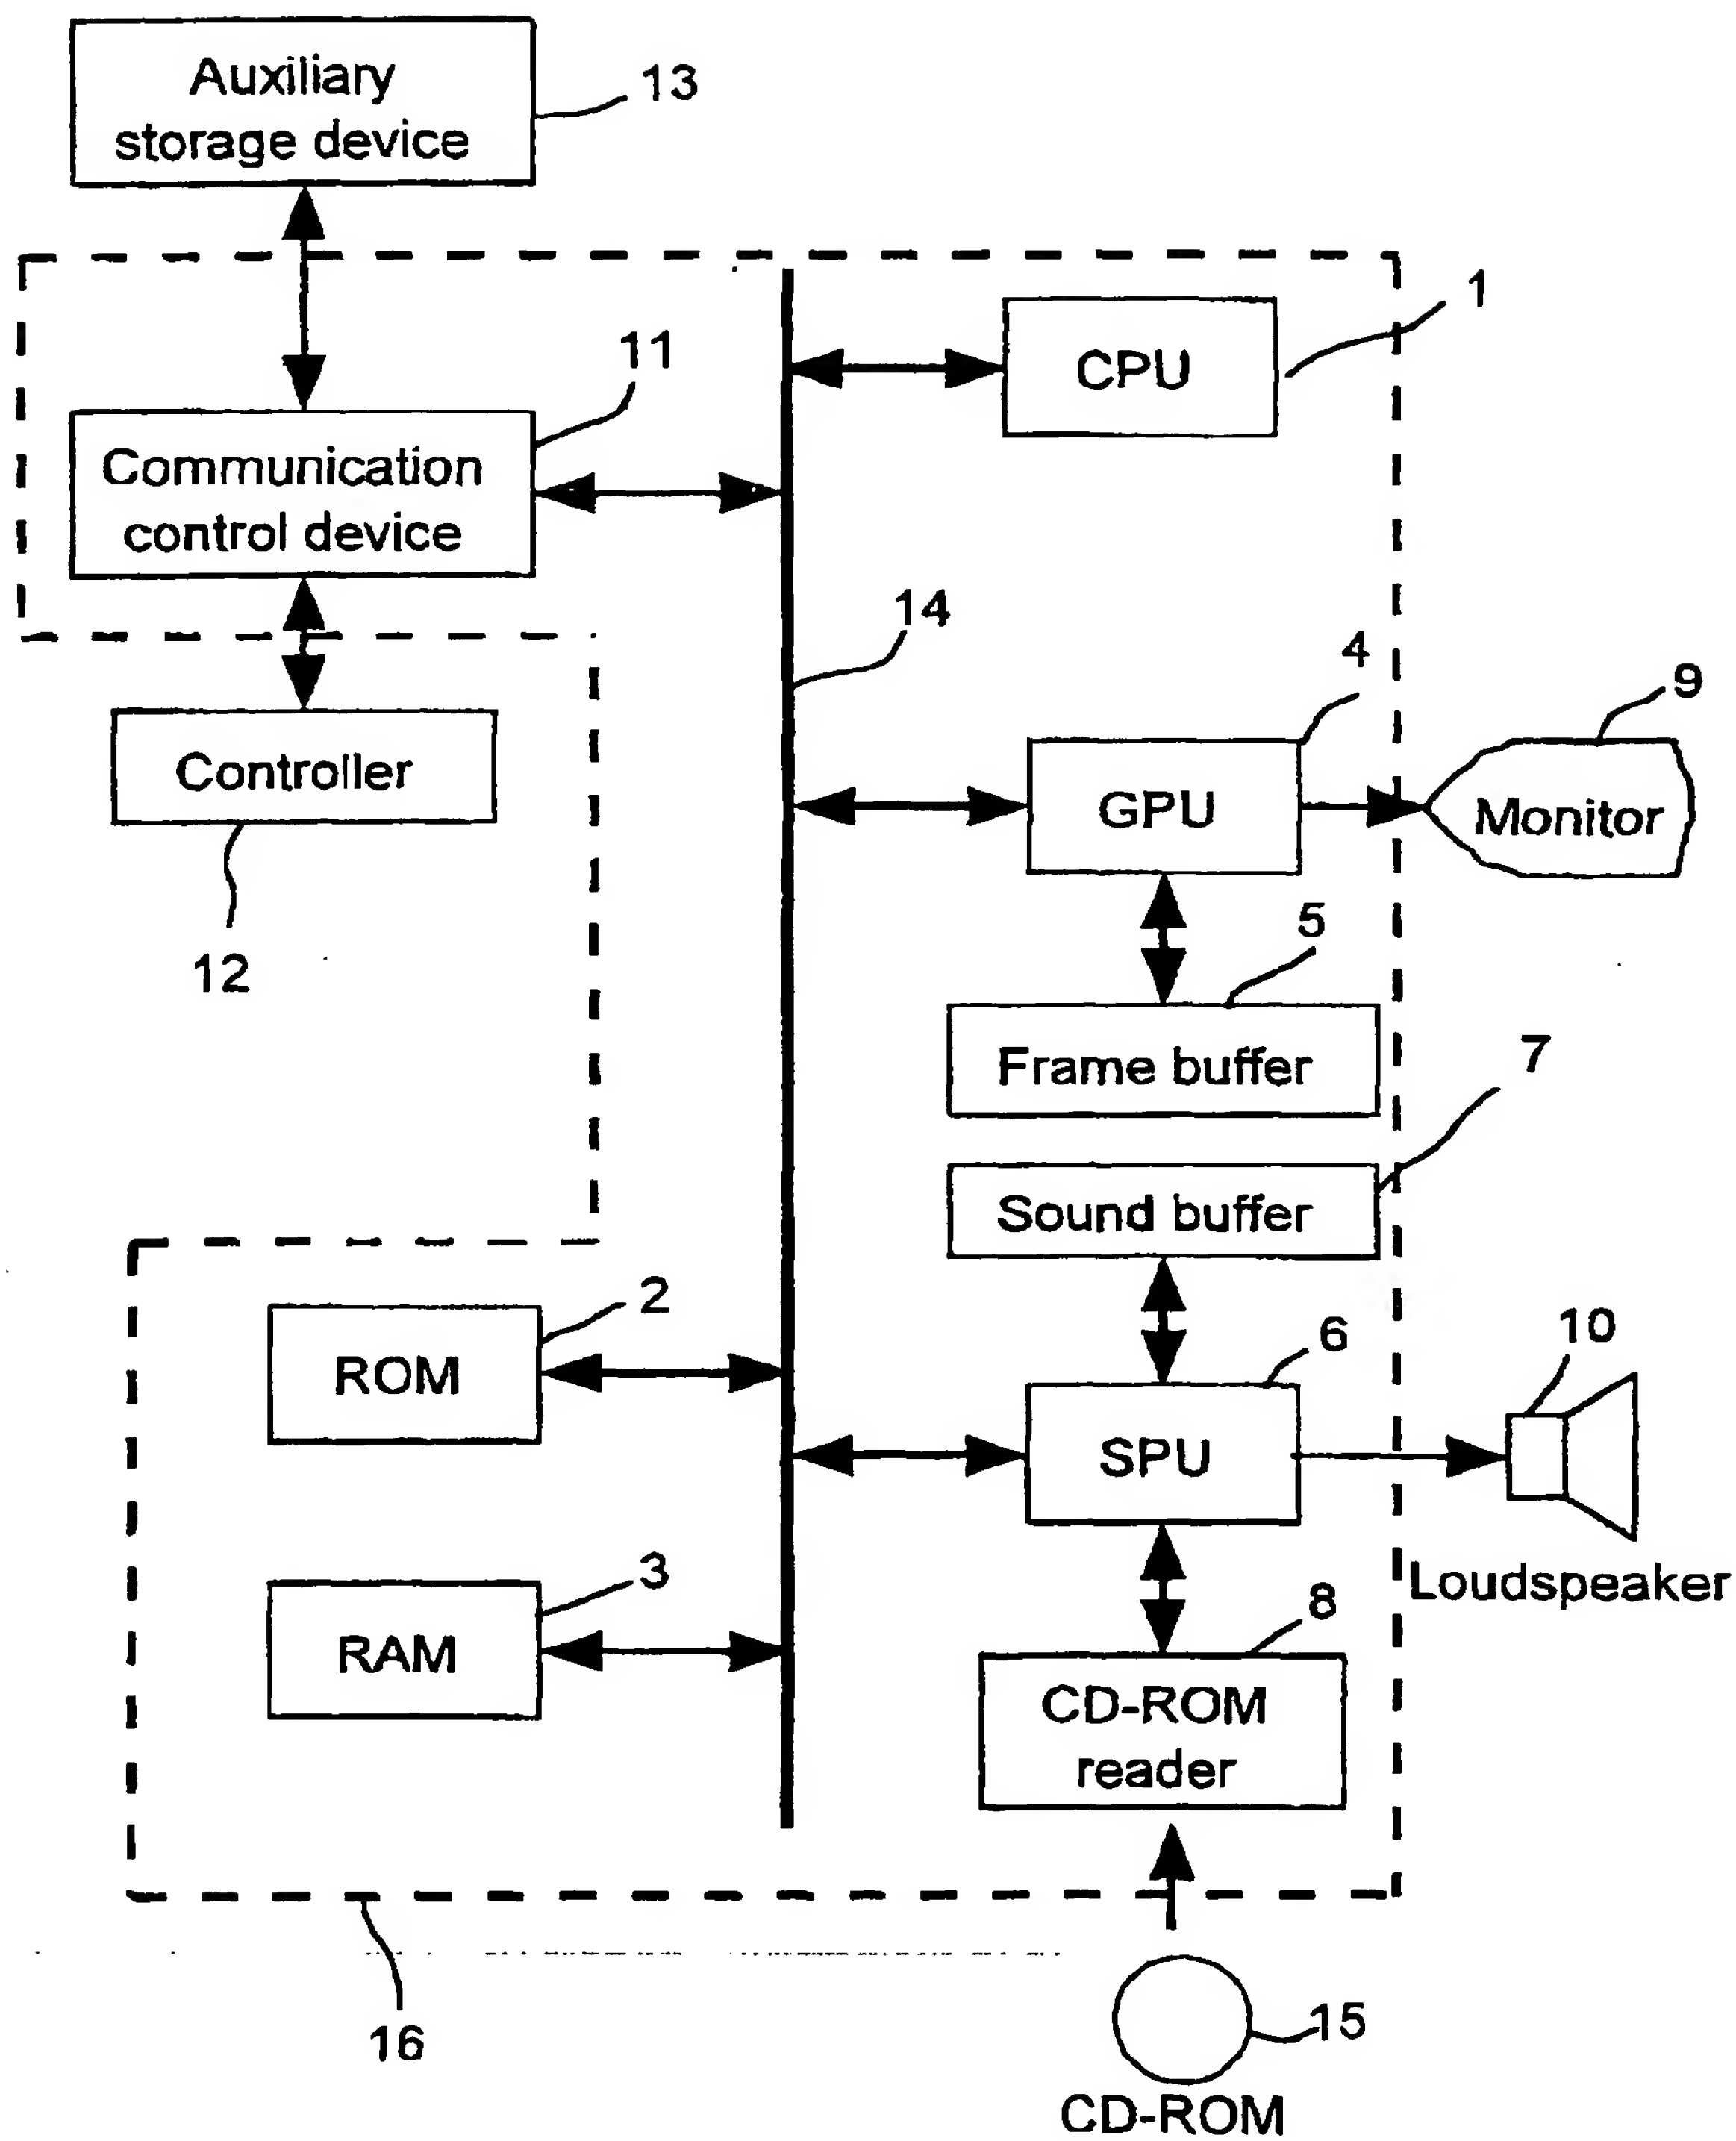 Auxiliary
storage device
13
1
CPU
11
Communication
control device
14
4
9
GPU
Monitor
Controller
12
5
Frame buffer
7
Sound buffer
2
ROM
6
10
SPU
Loudspeaker
3
RAM
8
CD-ROM
reader
16
15
CD-ROM